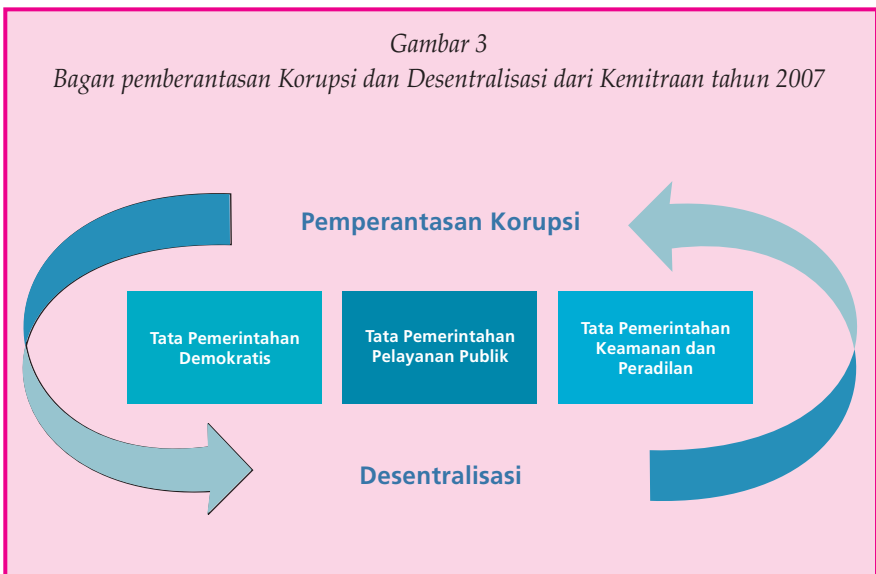 Gambar 3
Bagan pemberantasan Korupsi dan Desentralisasi dari Kemitraan tahun 2007
Pemperantasan Korupsi
Tata Pemerintahan
Demokratis
Tata Pemerintahan
Pelayanan Publik
Tata Pemerintahan
Keamanan dan
Peradilan
Desentralisasi